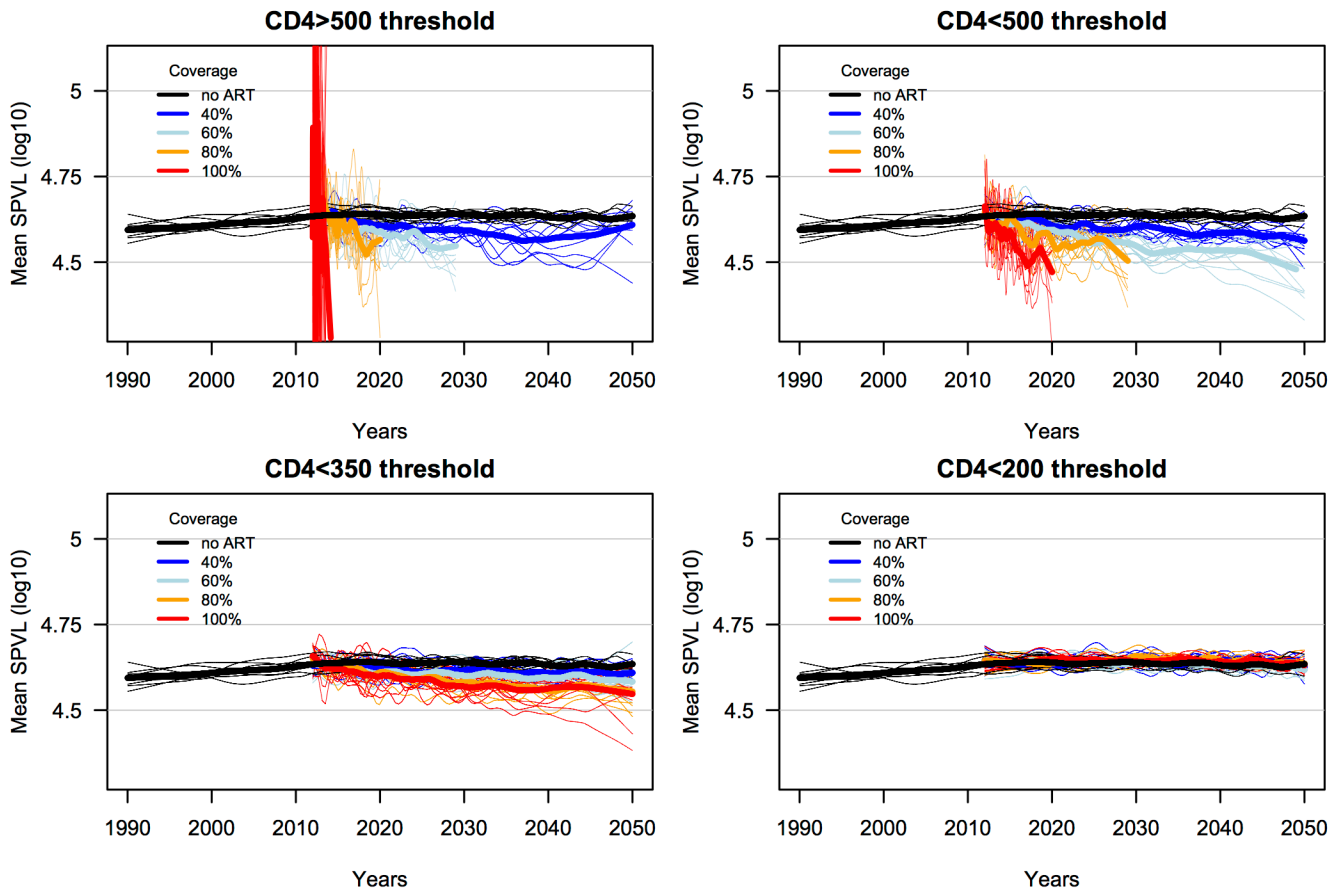 CD4>500 threshold
Mean SPVL (log10)
5
4.75
4.5
Coverage
no ART
40%
60%
80%
100%
1990 2000 2010 2020 2030 2040 2050
Years
CD4<500 threshold
Mean SPVL (log10)
5
4.75
4.5
Coverage
no ART
40%
60%
80%
100%
1990 2000 2010 2020 2030 2040 2050
Years
CD4<350 threshold
Mean SPVL (log10)
5
4.75
4.5
Coverage
no ART
40%
60%
80%
100%
1990 2000 2010 2020 2030 2040 2050
Years
CD4<200 threshold
Mean SPVL (log10)
5
4.75
4.5
Coverage
no ART
40%
60%
80%
100%
1990 2000 2010 2020 2030 2040 2050
Years